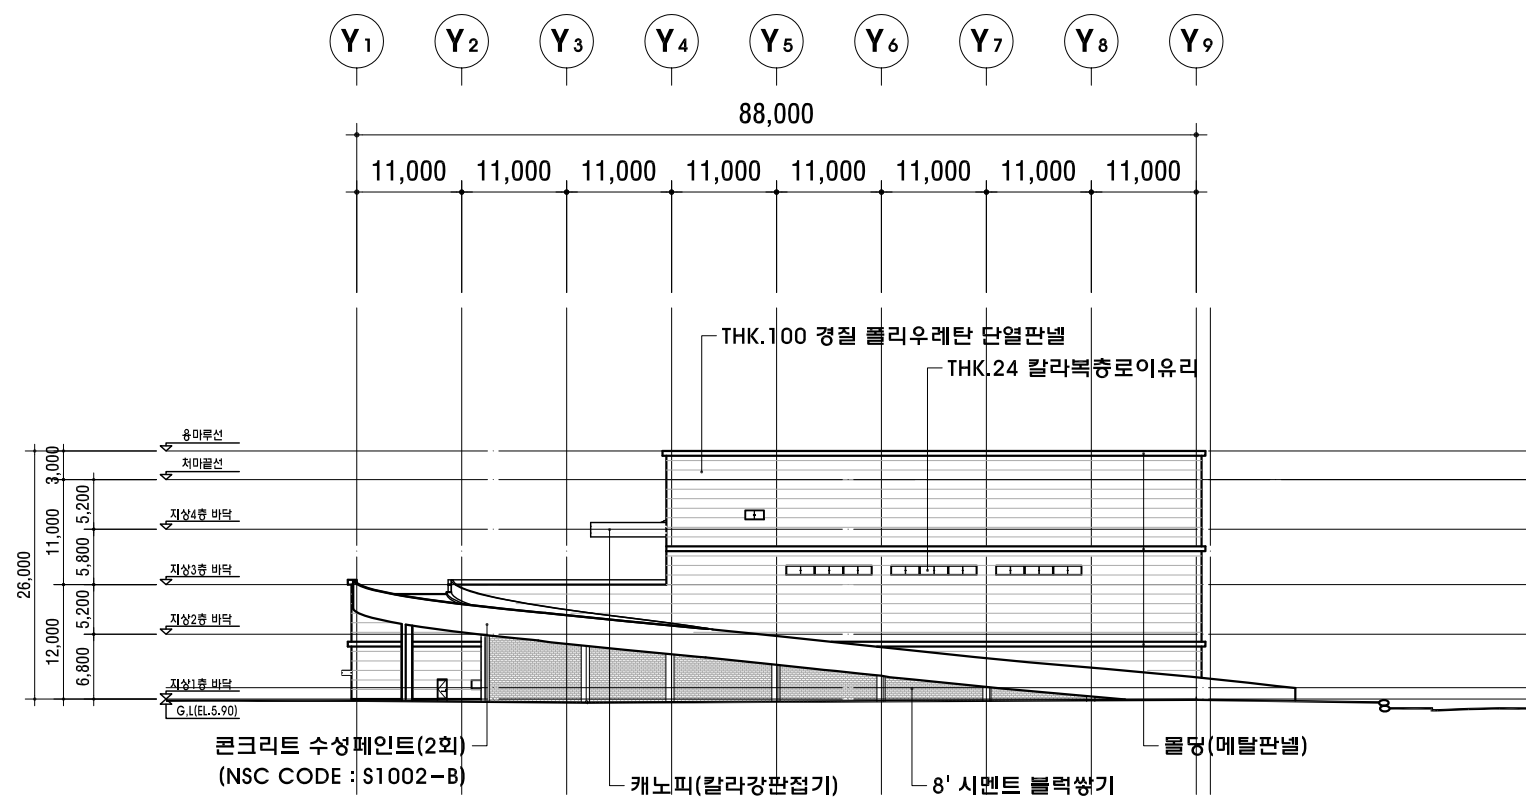 Y1 Y2 Y3 Y4 Y5 Y6 Y7 Y8 Y9
88,000
11,000 11,000 11,000 11,000 11,000 11,000 11,000 11,000
THK.100 경질 폴리우레탄 단열판넬
THK.24 칼라복층로이유리
용마루선
처마끝선
지상4층 바닥
지상3층 바닥
지상2층 바닥
지상1층 바닥
G.L(EL.5.90)
26,000
3,000
11,000
12,000
5,200
5,800
5,200
6,800
콘크리트 수성페인트(2회)
(NSC CODE : S1002-B)
캐노피(칼라강판접기)
8' 시멘트 블럭쌓기
몰딩(메탈판넬)